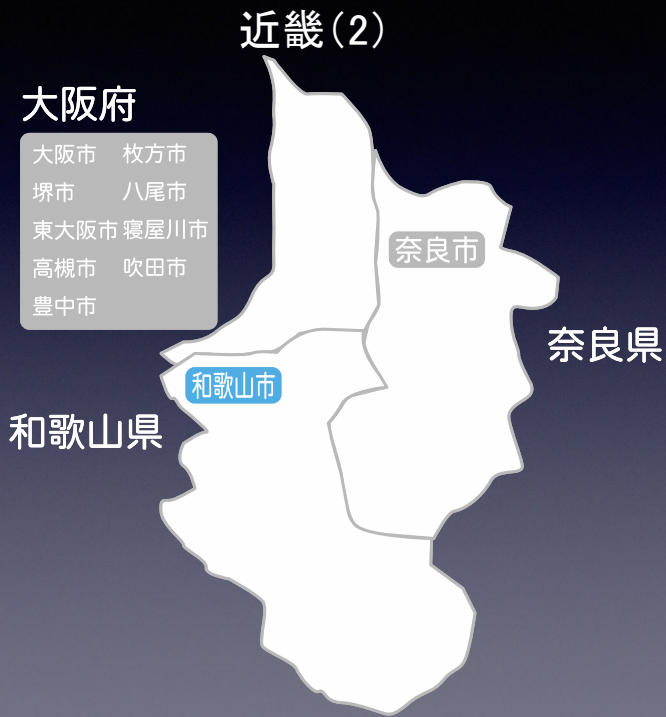 近畿(2)
大阪府
大阪市 枚方市
堺市 八尾市
東大阪市 寝屋川市
高槻市 吹田市
豊中市
奈良市
奈良県
和歌山市
和歌山県